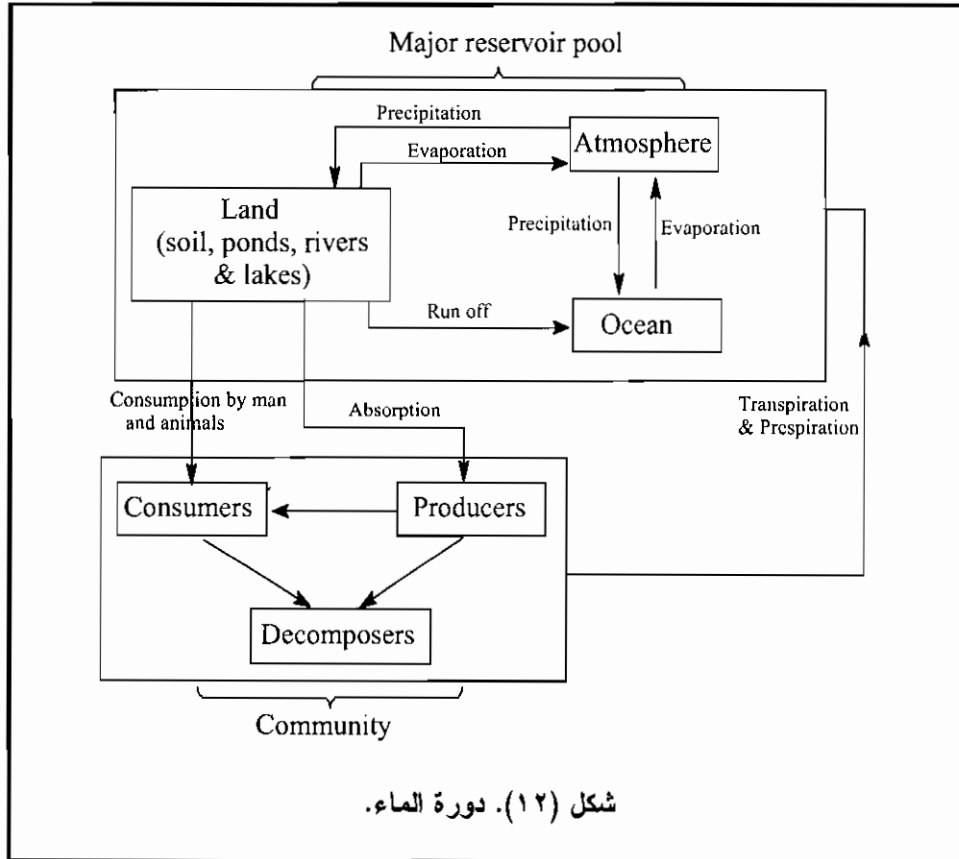 Major reservoir pool
Precipitation
Atmosphere
Evaporation
Land
(soil, ponds, rivers
& lakes)
Precipitation
Evaporation
Run off
Ocean
Consumption by man
and animals
Absorption
Transpiration
& Prespiration
Consumers
Producers
Decomposers
Community
شكل (١٢). دورة الماء.